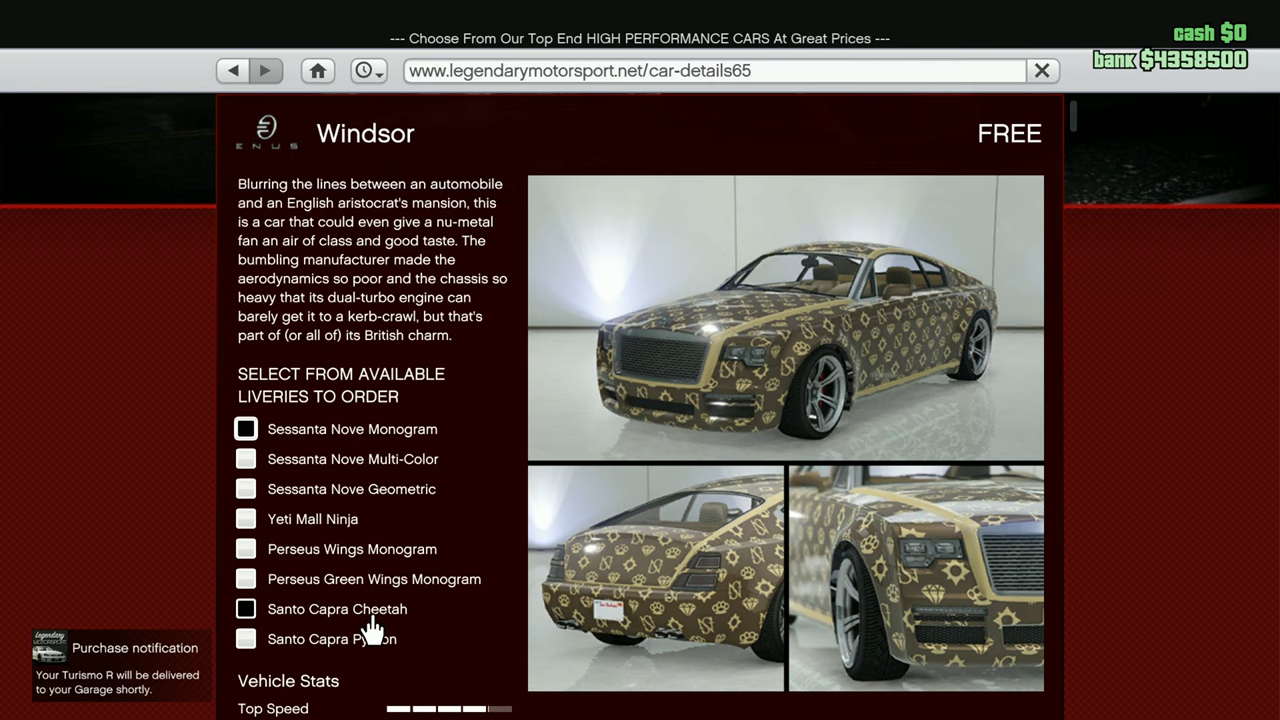 --- Choose From Our Top End HIGH PERFORMANCE CARS At Great Prices ---
cash $0
bank $4358500
www.legendarymotorsport.net/car-details65
ENUS
Windsor
FREE
Blurring the lines between an automobile
and an English aristocrat's mansion, this
is a car that could even give a nu-metal
fan an air of class and good taste. The
bumbling manufacturer made the
aerodynamics so poor and the chassis so
heavy that its dual-turbo engine can
barely get it to a kerb-crawl, but that's
part of (or all of) its British charm.
SELECT FROM AVAILABLE
LIVERIES TO ORDER
Sessanta Nove Monogram
Sessanta Nove Multi-Color
Sessanta Nove Geometric
Yeti Mall Ninja
Perseus Wings Monogram
Perseus Green Wings Monogram
Santo Capra Cheetah
Santo Capra Python
Vehicle Stats
Top Speed
Legendary
MOTORSPORT
Purchase notification
Your Turismo R will be delivered
to your Garage shortly.